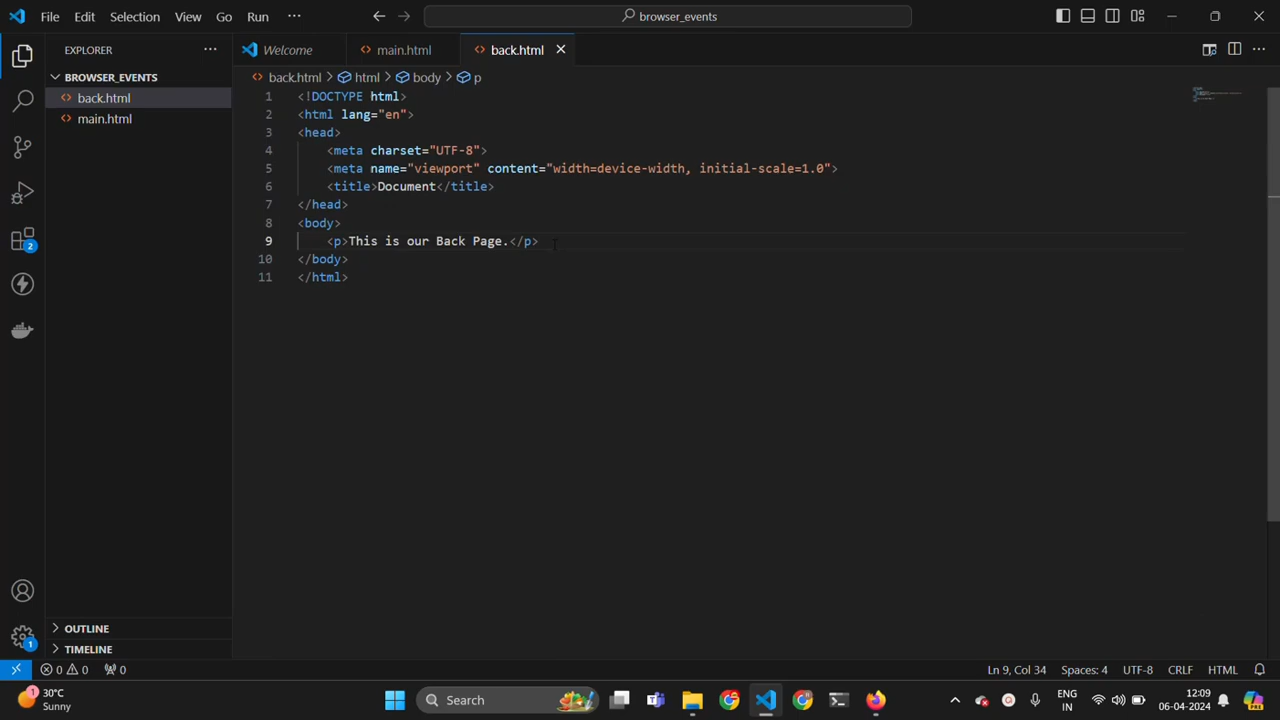 File Edit Selection View Go Run ··· browser_events
EXPLORER ··· Welcome main.html back.html
BROWSER_EVENTS back.html > html > body > p
back.html
main.html
1 <!DOCTYPE html>
2 <html lang="en">
3 <head>
4 <meta charset="UTF-8">
5 <meta name="viewport" content="width=device-width, initial-scale=1.0">
6 <title>Document</title>
7 </head>
8 <body>
9 <p>This is our Back Page.</p>
10 </body>
11 </html>
2
OUTLINE
1 TIMELINE
0 0 0 Ln 9, Col 34 Spaces: 4 UTF-8 CRLF HTML
1 30°C Sunny Search ENG IN 12:09 06-04-2024